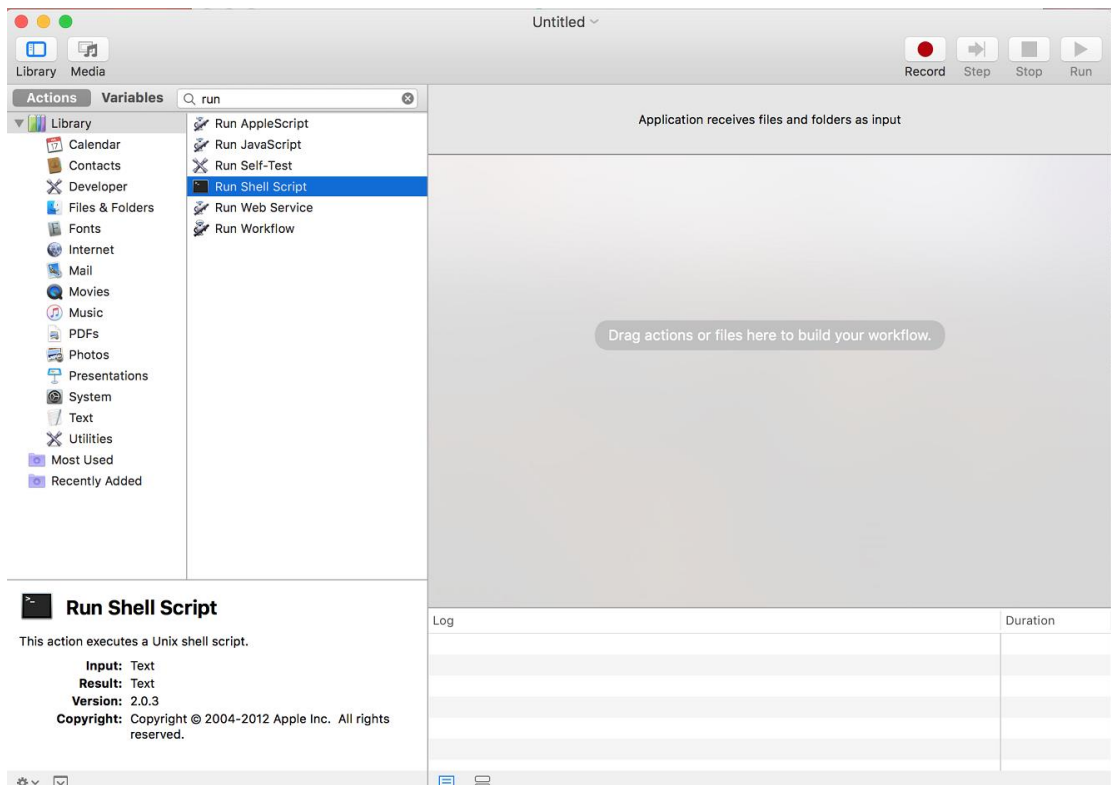 Untitled
Library Media
Record Step Stop Run
Actions Variables run
Application receives files and folders as input
Library
Calendar
Contacts
Developer
Files & Folders
Fonts
Internet
Mail
Movies
Music
PDFs
Photos
Presentations
System
Text
Utilities
Most Used
Recently Added
Run AppleScript
Run JavaScript
Run Self-Test
Run Shell Script
Run Web Service
Run Workflow
Drag actions or files here to build your workflow.
Run Shell Script
This action executes a Unix shell script.
Input: Text
Result: Text
Version: 2.0.3
Copyright: Copyright © 2004-2012 Apple Inc. All rights
reserved.
Log Duration